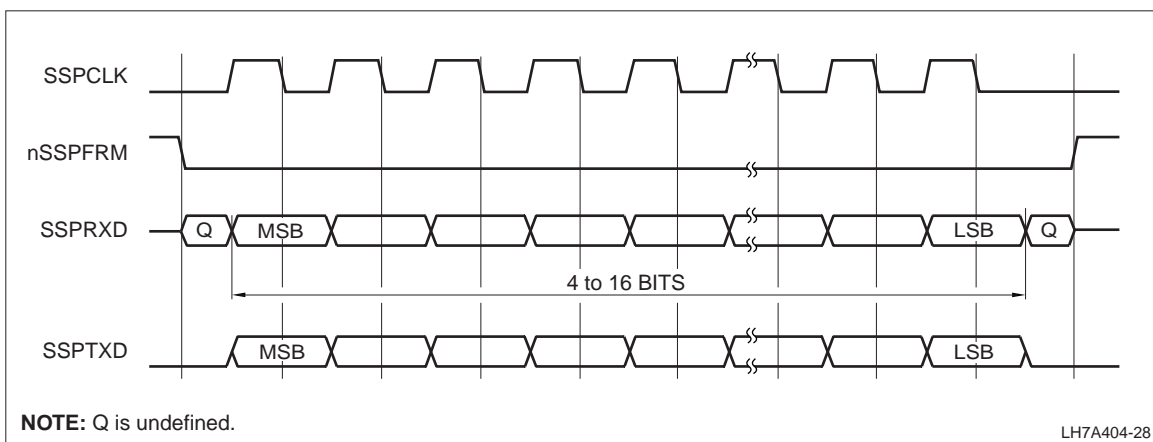 SSPCLK
nSSPFRM
SSPRXD
Q
MSB
LSB
Q
4 to 16 BITS
SSPTXD
MSB
LSB
NOTE: Q is undefined.
LH7A404-28